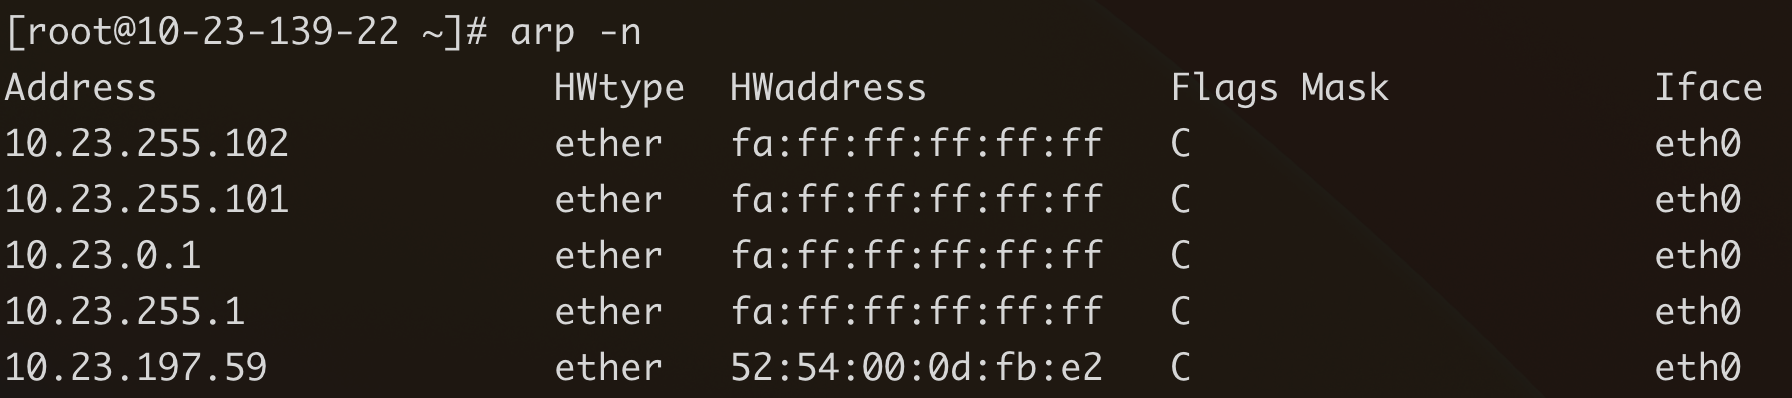 [root@10-23-139-22 ~]# arp -n
Address                  HWtype  HWaddress           Flags Mask            Iface
10.23.255.102            ether   fa:ff:ff:ff:ff:ff   C                     eth0
10.23.255.101            ether   fa:ff:ff:ff:ff:ff   C                     eth0
10.23.0.1                ether   fa:ff:ff:ff:ff:ff   C                     eth0
10.23.255.1              ether   fa:ff:ff:ff:ff:ff   C                     eth0
10.23.197.59             ether   52:54:00:0d:fb:e2   C                     eth0